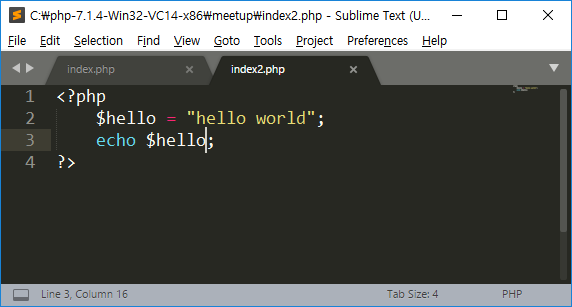 C:₩php-7.1.4-Win32-VC14-x86₩meetup₩index2.php - Sublime Text (U...
File Edit Selection Find View Goto Tools Project Preferences Help
index.php × index2.php ×
1 <?php
2 $hello = "hello world";
3 echo $hello;
4 ?>
Line 3, Column 16 Tab Size: 4 PHP